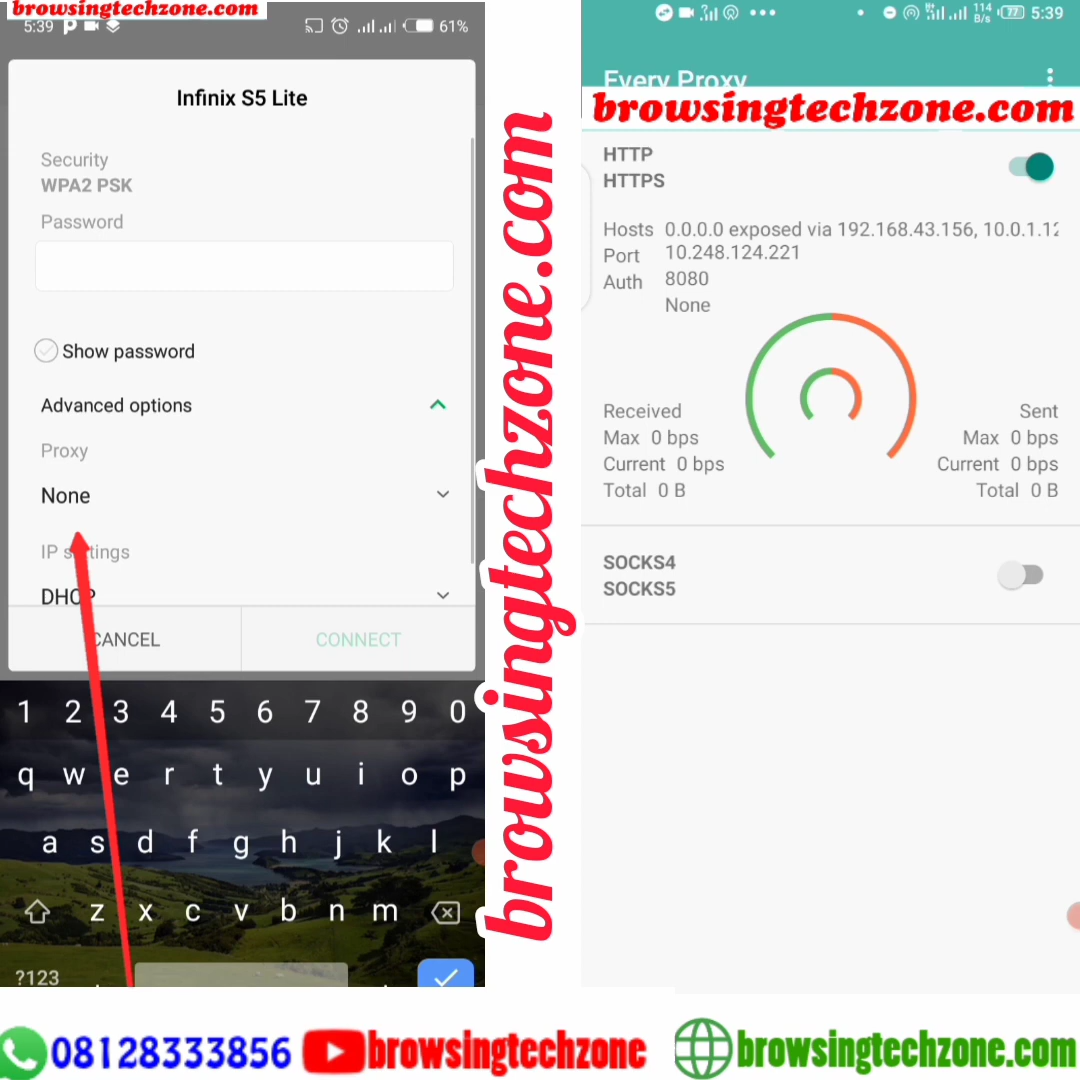 browsingtechzone.com
5:39
61%
Infinix S5 Lite
Security
WPA2 PSK
Password
Show password
Advanced options
Proxy
None
IP settings
DHCP
CANCEL
CONNECT
1 2 3 4 5 6 7 8 9 0
q w e r t y u i o p
a s d f g h j k l
z x c v b n m
?123
browsingtechzone.com
114 B/s
77
5:39
Every Proxy
browsingtechzone.com
HTTP
HTTPS
Hosts 0.0.0.0 exposed via 192.168.43.156, 10.0.1.12
10.248.124.221
Port 8080
Auth None
Received
Max 0 bps
Current 0 bps
Total 0 B
Sent
Max 0 bps
Current 0 bps
Total 0 B
SOCKS4
SOCKS5
08128333856
browsingtechzone
browsingtechzone.com